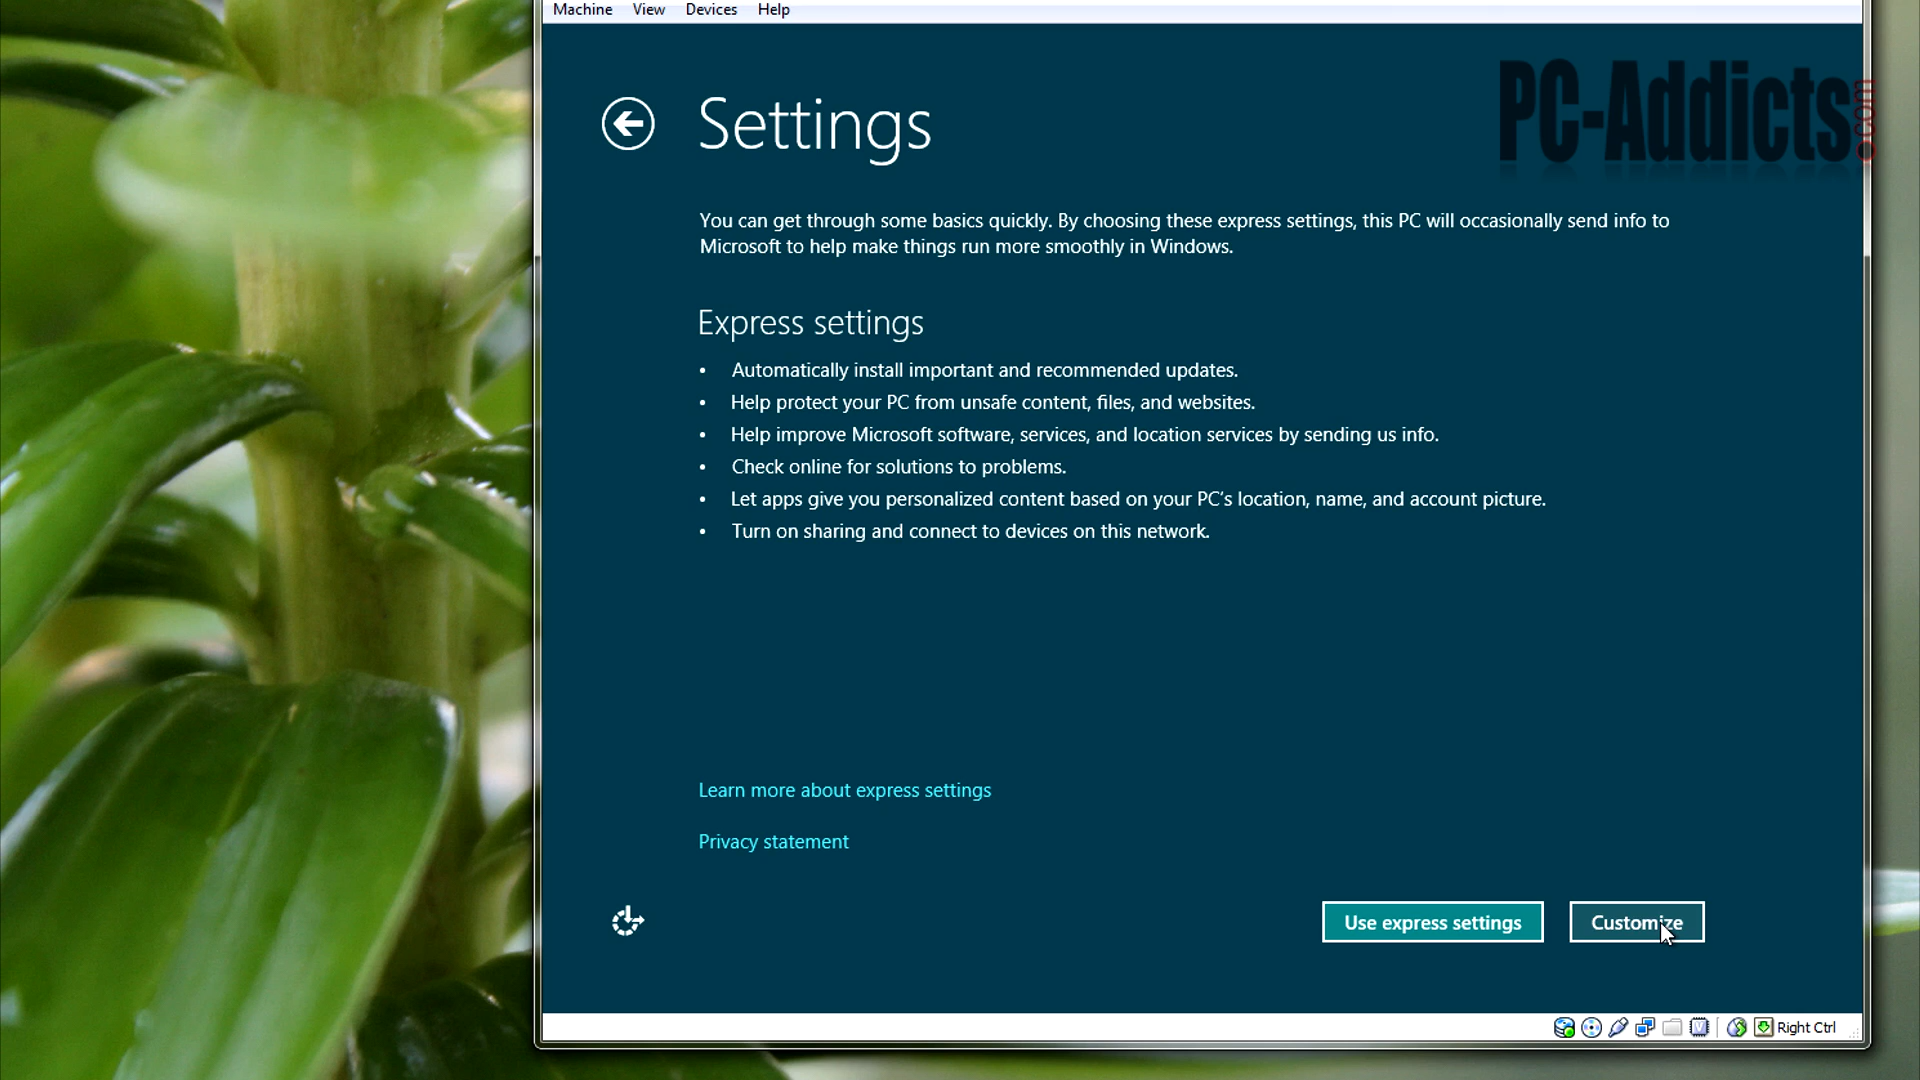 Machine View Devices Help
PC-Addicts.com
Settings
You can get through some basics quickly. By choosing these express settings, this PC will occasionally send info to
Microsoft to help make things run more smoothly in Windows.
Express settings
• Automatically install important and recommended updates.
• Help protect your PC from unsafe content, files, and websites.
• Help improve Microsoft software, services, and location services by sending us info.
• Check online for solutions to problems.
• Let apps give you personalized content based on your PC's location, name, and account picture.
• Turn on sharing and connect to devices on this network.
Learn more about express settings
Privacy statement
Use express settings Customize
Right Ctrl